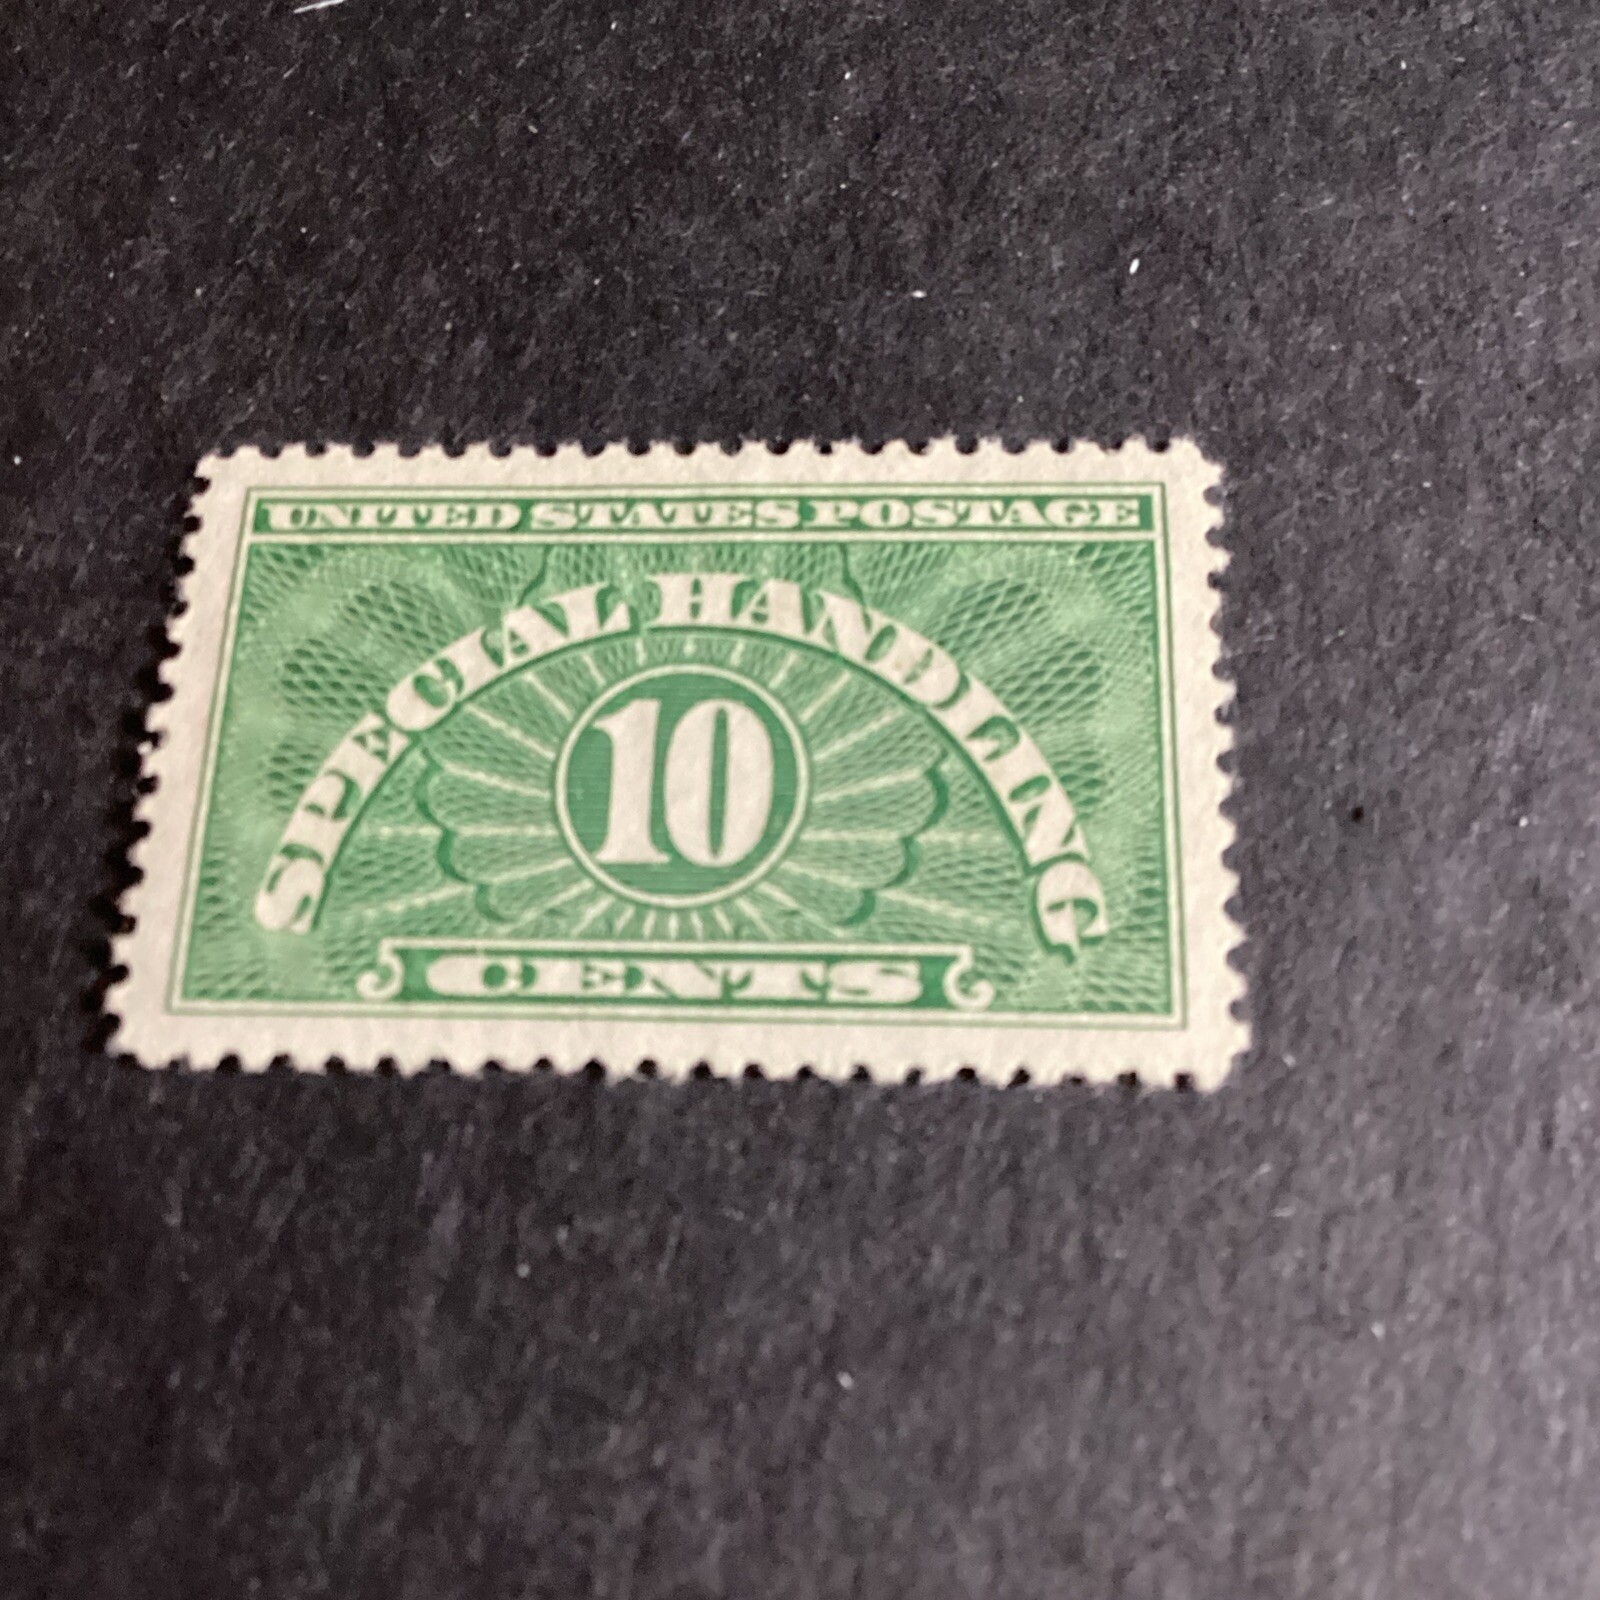 UNITED STATES POSTAGE
SPECIAL HANDLING
10
CENTS